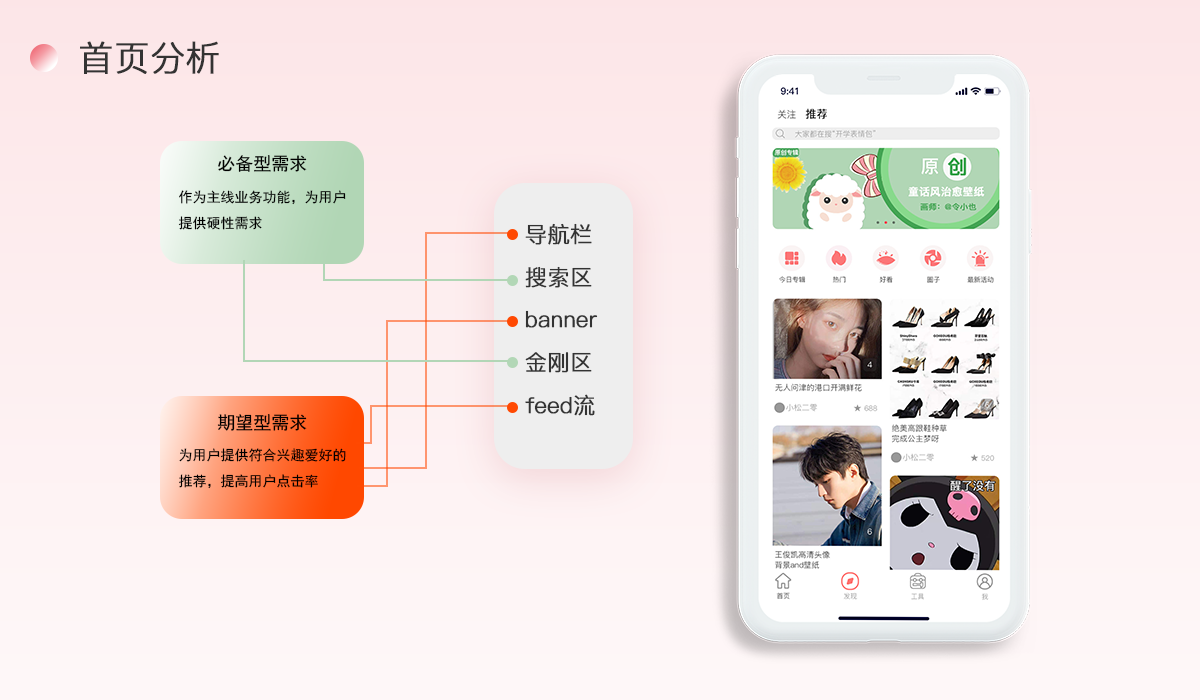 首页分析
必备型需求
作为主线业务功能，为用户
提供硬性需求
期望型需求
为用户提供符合兴趣爱好的
推荐，提高用户点击率
导航栏
搜索区
banner
金刚区
feed流
9:41
关注 推荐
大家都在搜"开学表情包"
原创专辑
原创
童话风治愈壁纸
画师：@令小也
今日专辑 热门 好看 圈子 最新活动
4
无人问津的港口开满鲜花
小松二零 ★ 688
绝美高跟鞋种草
完成公主梦呀
小松二零 ★ 520
6
王俊凯高清头像
背景and壁纸
醒了没有
首页 发现 工具 我